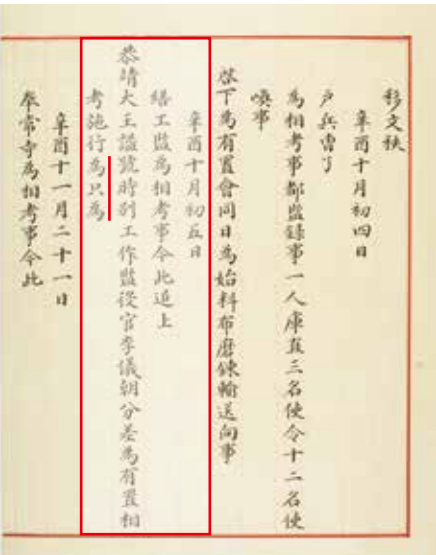 移文秩
辛酉十月初四日
戶兵曹了
為相考事都監錄事一人庫直三名使令十二名使
喚事
啓下為有置會同日為始料布磨鍊輸送向事
辛酉十月初五日
繕工監為相考事令此追上
恭靖大王謚號時別工作監役官李儀朝分差為有置相
考施行為只為
辛酉十一月二十一日
奉常寺為相考事令此